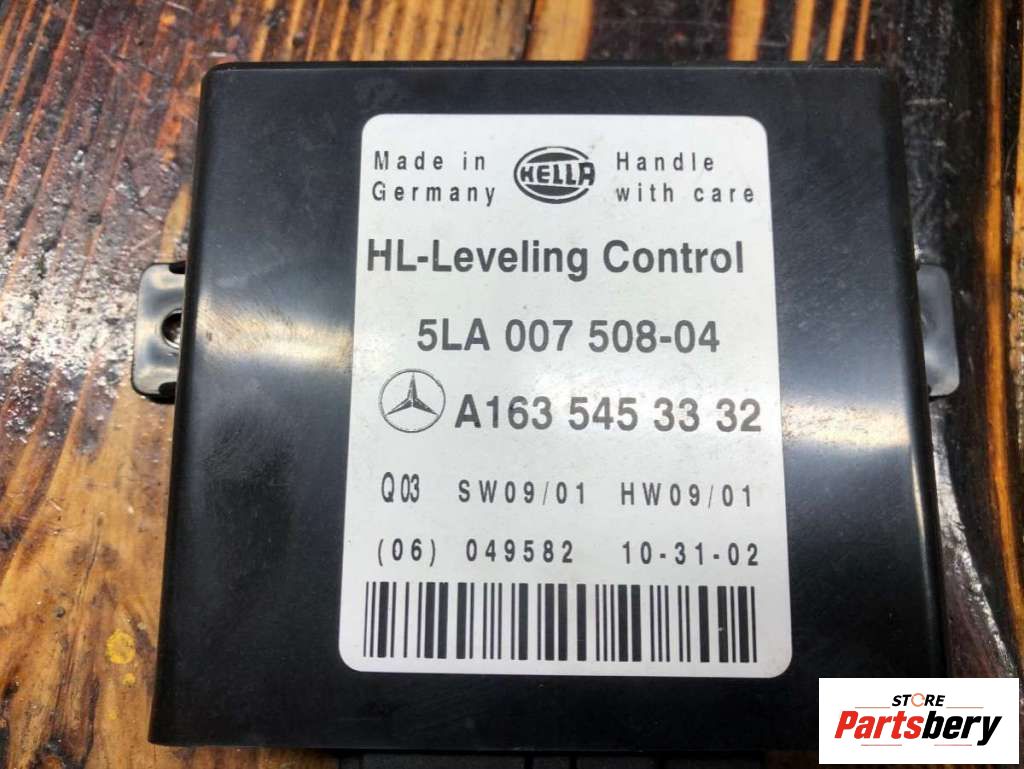 Made in
Germany
HELLA
Handle
with care
HL-Leveling Control
5LA 007 508-04
A163 545 33 32
Q03 SW09/01 HW09/01
(06) 049582 10-31-02
STORE
Partsbery